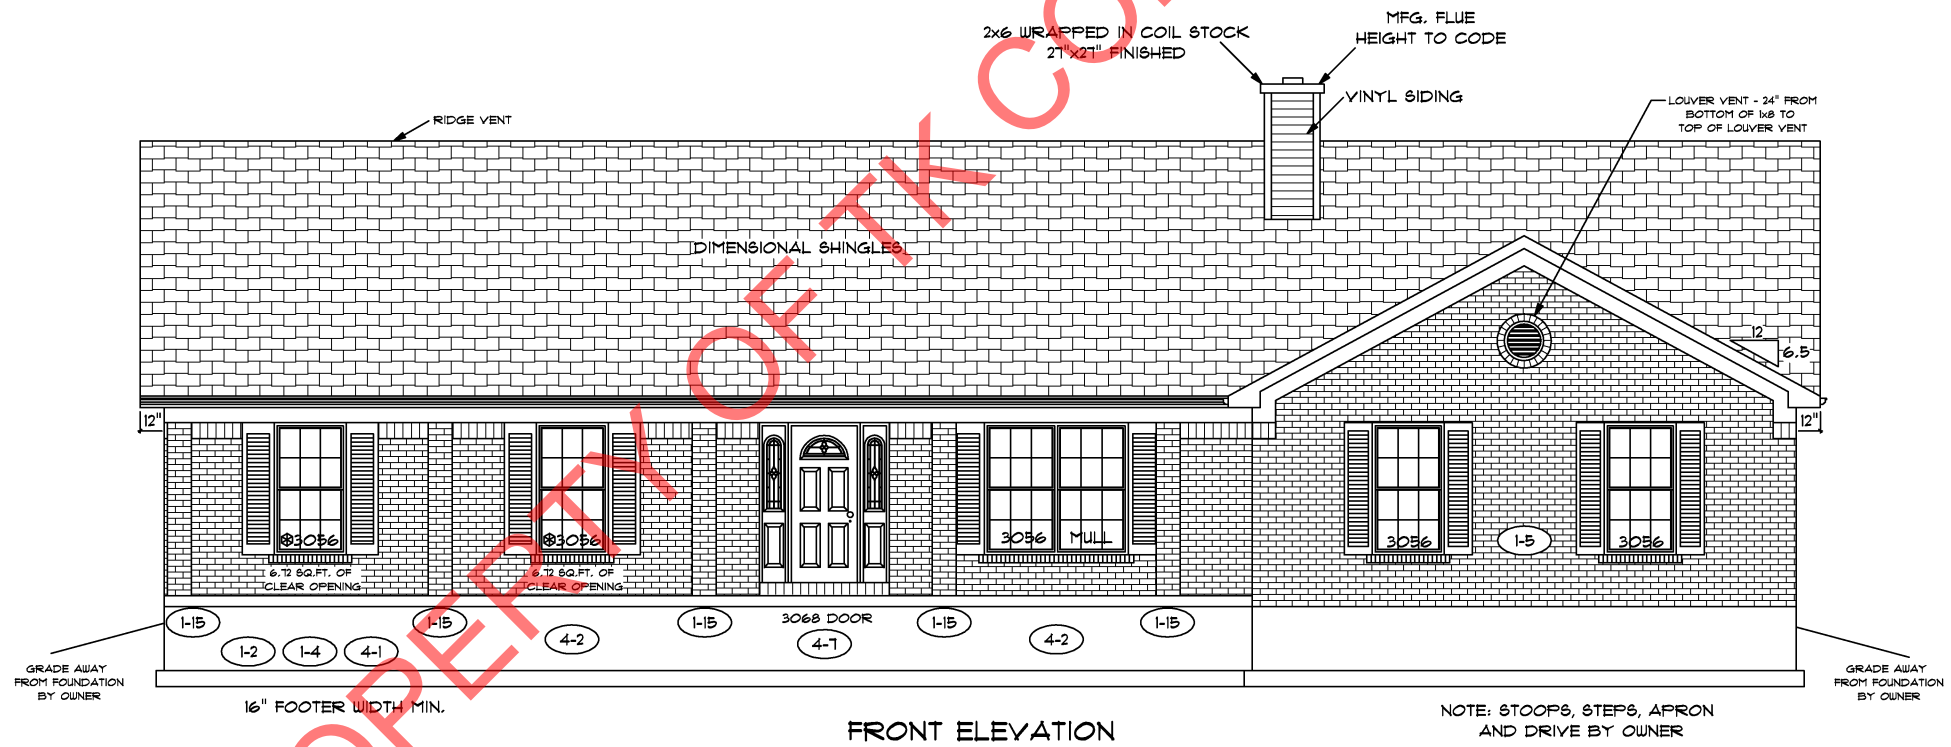 2x6 WRAPPED IN COIL STOCK
27"x27" FINISHED
MFG. FLUE
HEIGHT TO CODE
VINYL SIDING
LOUVER VENT - 24" FROM
BOTTOM OF 1x8 TO
TOP OF LOUVER VENT
RIDGE VENT
DIMENSIONAL SHINGLES
12
6.5
12"
12"
3056
3056
3056
MULL
3056
3056
6.72 SQ.FT. OF
CLEAR OPENING
6.72 SQ.FT. OF
CLEAR OPENING
1-5
1-15
1-15
1-15
3068 DOOR
1-15
1-15
1-2
1-4
4-1
4-2
4-7
4-2
GRADE AWAY
FROM FOUNDATION
BY OWNER
GRADE AWAY
FROM FOUNDATION
BY OWNER
16" FOOTER WIDTH MIN.
FRONT ELEVATION
NOTE: STOOPS, STEPS, APRON
AND DRIVE BY OWNER
OPERTY OF TK CO